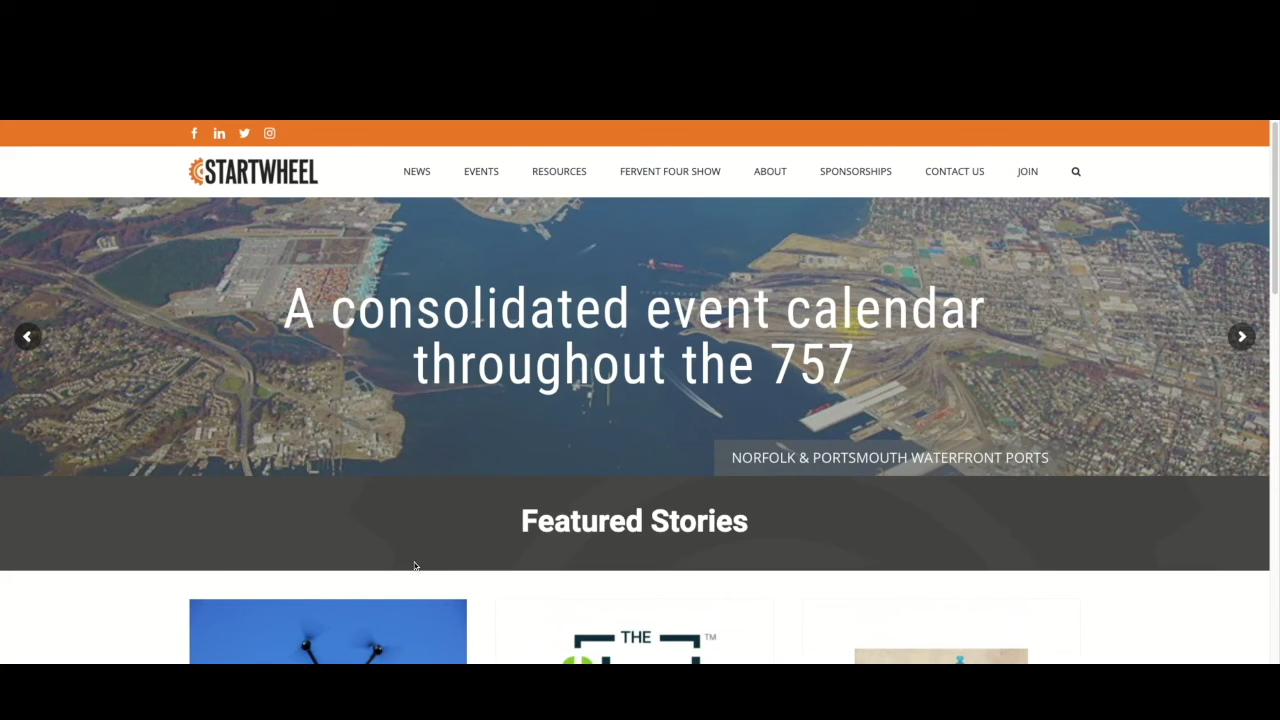 STARTWHEEL
NEWS EVENTS RESOURCES FERVENT FOUR SHOW ABOUT SPONSORSHIPS CONTACT US JOIN
A consolidated event calendar
throughout the 757
NORFOLK & PORTSMOUTH WATERFRONT PORTS
Featured Stories
THE TM